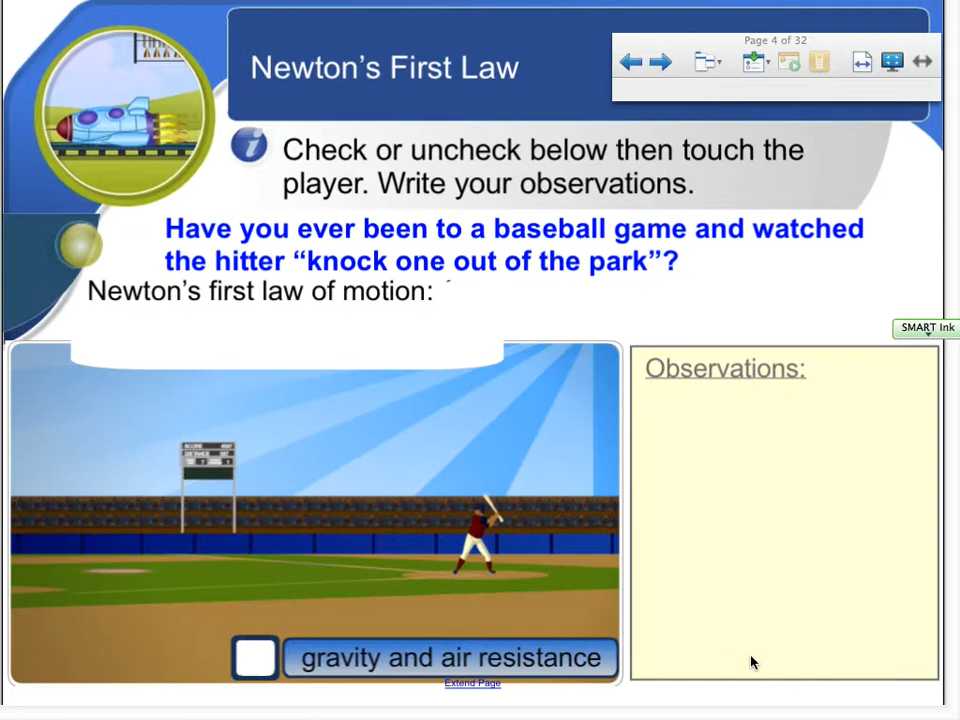 Page 4 of 32
Newton's First Law
Check or uncheck below then touch the
player. Write your observations.
Have you ever been to a baseball game and watched
the hitter “knock one out of the park”?
Newton's first law of motion:
SMART Ink
Observations:
SCORE
DISTANCE
gravity and air resistance
Extend Page